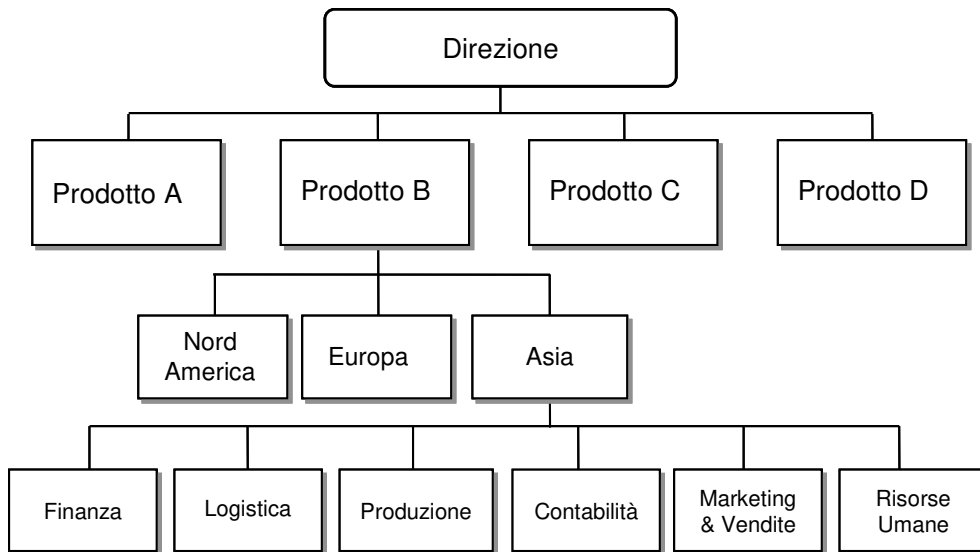 Direzione
Prodotto A
Prodotto B
Prodotto C
Prodotto D
Nord
America
Europa
Asia
Finanza
Logistica
Produzione
Contabilità
Marketing
& Vendite
Risorse
Umane